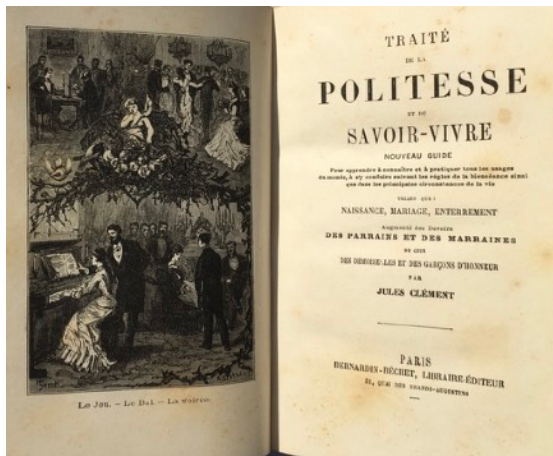 Le Jeu. – Le Bal. – La soirée.
TRAITÉ
DE LA
POLITESSE
ET DU
SAVOIR-VIVRE
NOUVEAU GUIDE
Pour apprendre à connaître et à pratiquer tous les usages
du monde, à s'y conduire suivant les règles de la bienséance ainsi
que dans les principales circonstances de la vie
TELLES QUE :
NAISSANCE, MARIAGE, ENTERREMENT
Augmenté des Devoirs
DES PARRAINS ET DES MARRAINES
DE CEUX
DES DEMOISELLES ET DES GARÇONS D'HONNEUR
PAR
JULES CLÉMENT
PARIS
BERNARDIN-BÉCHET, LIBRAIRE-ÉDITEUR
QUAI DES GRANDS-AUGUSTINS